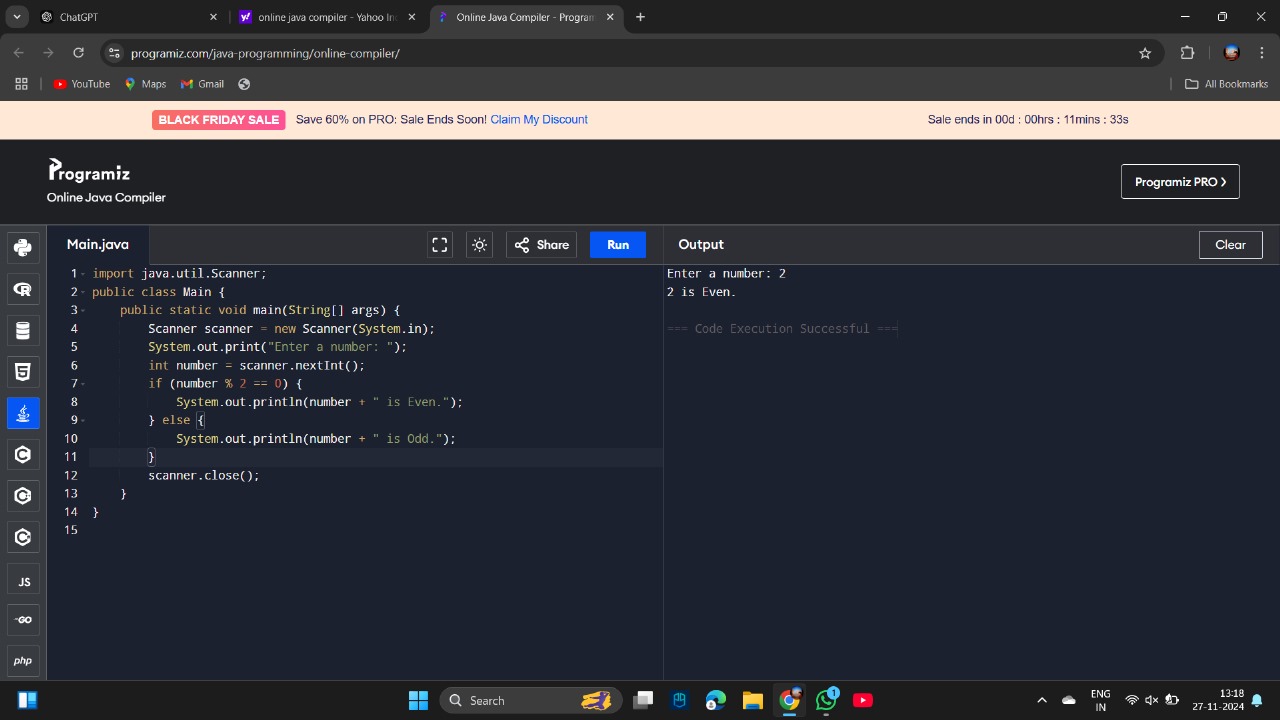 ChatGPT
online java compiler - Yahoo In
Online Java Compiler - Program
programiz.com/java-programming/online-compiler/
YouTube
Maps
Gmail
All Bookmarks
BLACK FRIDAY SALE Save 60% on PRO: Sale Ends Soon! Claim My Discount
Sale ends in 00d : 00hrs : 11mins : 33s
Programiz
Online Java Compiler
Programiz PRO
Main.java
Share
Run
Output
Clear
1 import java.util.Scanner;
2 public class Main {
3 public static void main(String[] args) {
4 Scanner scanner = new Scanner(System.in);
5 System.out.print("Enter a number: ");
6 int number = scanner.nextInt();
7 if (number % 2 == 0) {
8 System.out.println(number + " is Even.");
9 } else {
10 System.out.println(number + " is Odd.");
11 }
12 scanner.close();
13 }
14 }
15
Enter a number: 2
2 is Even.
=== Code Execution Successful ===
JS
GO
php
Search
1
ENG
IN
13:18
27-11-2024